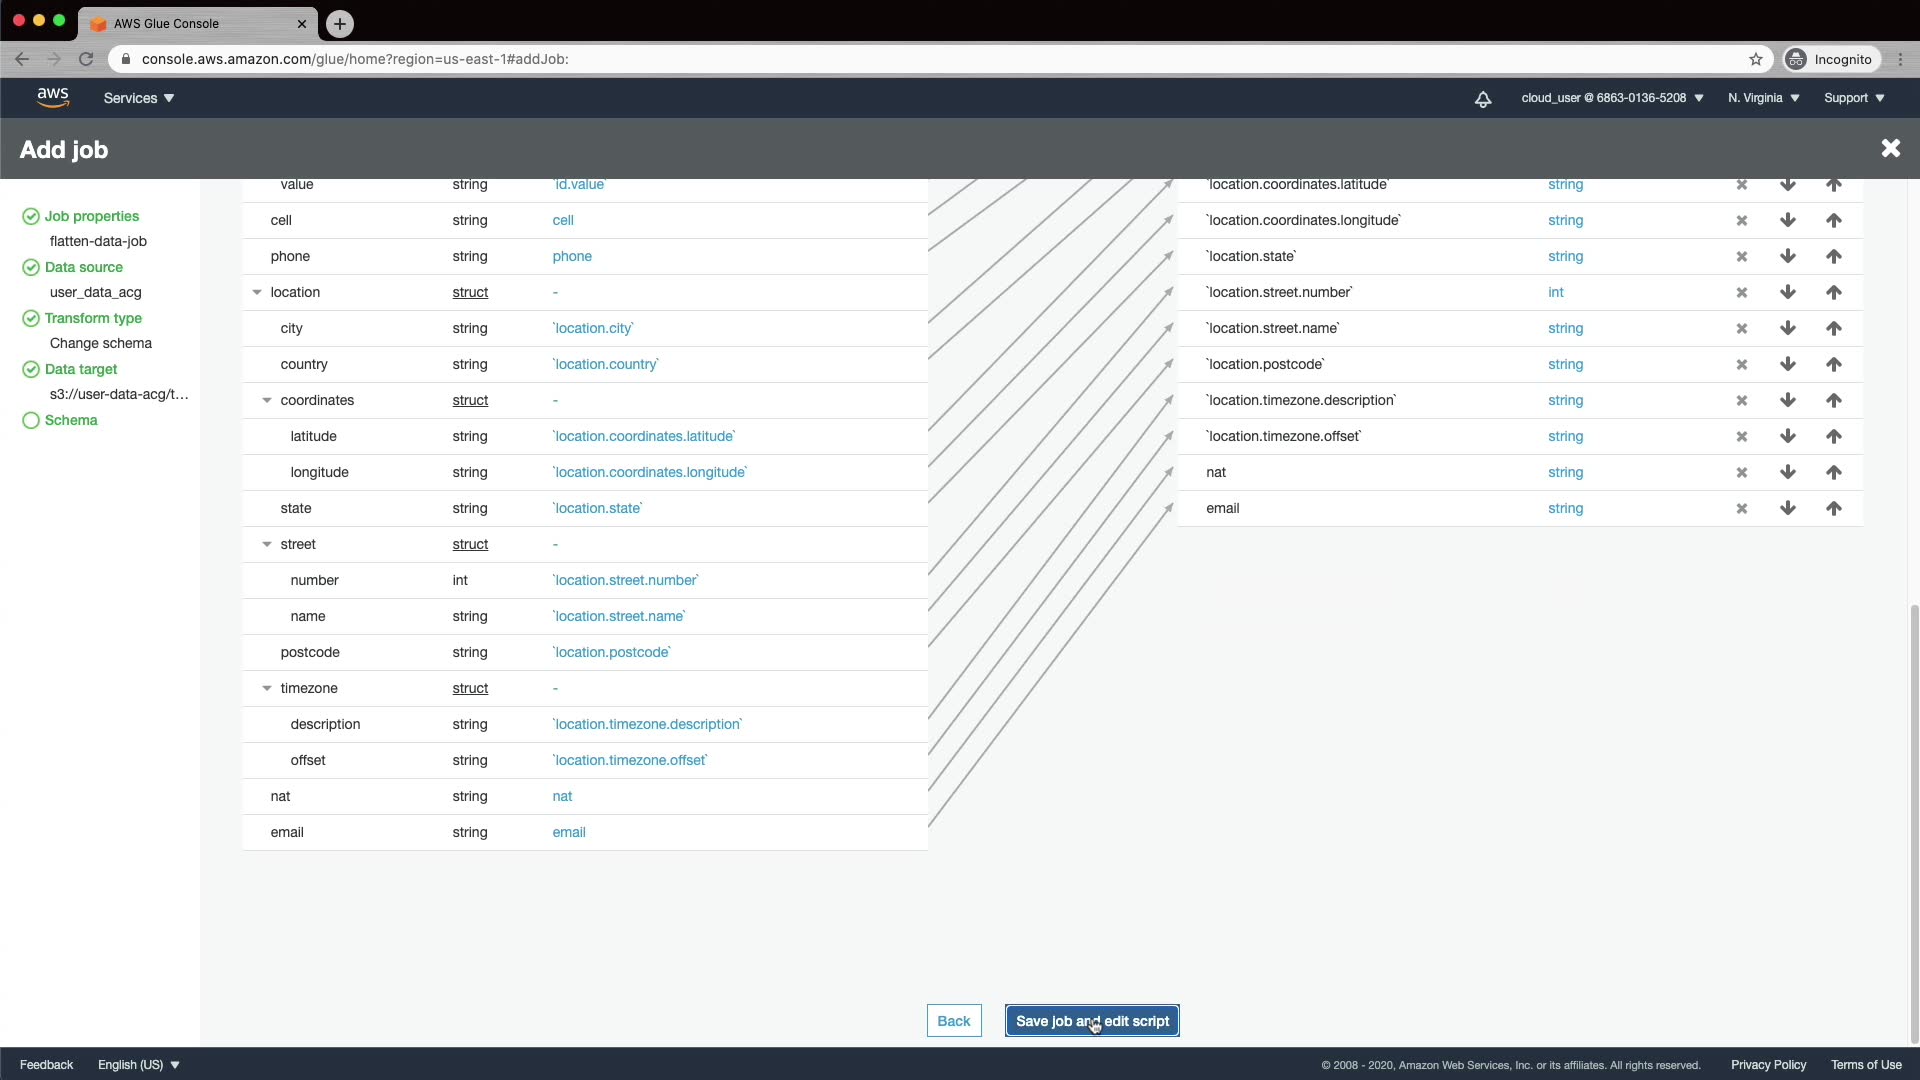 AWS Glue Console
console.aws.amazon.com/glue/home?region=us-east-1#addJob:
Incognito
aws
Services
cloud_user @ 6863-0136-5208
N. Virginia
Support
Add job
Job properties
flatten-data-job
Data source
user_data_acg
Transform type
Change schema
Data target
s3://user-data-acg/t...
Schema
value string `id.value`
cell string cell
phone string phone
location struct -
city string `location.city`
country string `location.country`
coordinates struct -
latitude string `location.coordinates.latitude`
longitude string `location.coordinates.longitude`
state string `location.state`
street struct -
number int `location.street.number`
name string `location.street.name`
postcode string `location.postcode`
timezone struct -
description string `location.timezone.description`
offset string `location.timezone.offset`
nat string nat
email string email
`location.coordinates.latitude` string
`location.coordinates.longitude` string
`location.state` string
`location.street.number` int
`location.street.name` string
`location.postcode` string
`location.timezone.description` string
`location.timezone.offset` string
nat string
email string
Back
Save job and edit script
Feedback
English (US)
© 2008 - 2020, Amazon Web Services, Inc. or its affiliates. All rights reserved.
Privacy Policy
Terms of Use